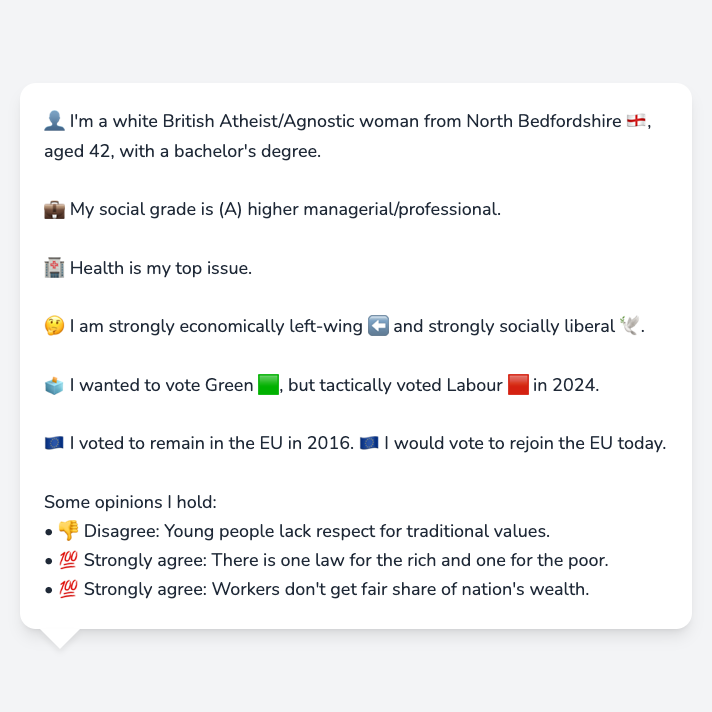 👤 I'm a white British Atheist/Agnostic woman from North Bedfordshire 🏴󠁧󠁢󠁥󠁮󠁧󠁿,
aged 42, with a bachelor's degree.
💼 My social grade is (A) higher managerial/professional.
🏥 Health is my top issue.
🤔 I am strongly economically left-wing ⬅️ and strongly socially liberal 🕊️.
🗳️ I wanted to vote Green 🟩, but tactically voted Labour 🟥 in 2024.
🇪🇺 I voted to remain in the EU in 2016. 🇪🇺 I would vote to rejoin the EU today.
Some opinions I hold:
• 👎 Disagree: Young people lack respect for traditional values.
• 💯 Strongly agree: There is one law for the rich and one for the poor.
• 💯 Strongly agree: Workers don't get fair share of nation's wealth.